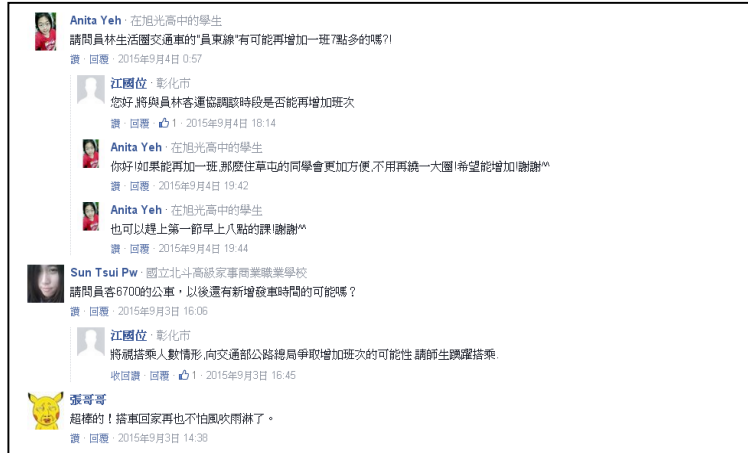 Anita Yeh · 在旭光高中的學生
請問員林生活圈交通車的"員東線"有可能再增加一班7點多的嗎?!
讚 · 回覆 · 2015年9月4日 0:57
江國位 · 彰化市
您好,將與員林客運協調該時段是否能再增加班次
讚 · 回覆 · 1 · 2015年9月4日 18:14
Anita Yeh · 在旭光高中的學生
你好!如果能再加一班,那麼住草屯的同學會更加方便,不用再繞一大圈!希望能增加!謝謝^^
讚 · 回覆 · 2015年9月4日 19:42
Anita Yeh · 在旭光高中的學生
也可以趕上第一節早上八點的課!謝謝^^
讚 · 回覆 · 2015年9月4日 19:44
Sun Tsui Pw · 國立北斗高級家事商業職業學校
請問員客6700的公車，以後還有新增發車時間的可能嗎？
讚 · 回覆 · 2015年9月3日 16:06
江國位 · 彰化市
將視搭乘人數情形,向交通部公路總局爭取增加班次的可能性.請師生踴躍搭乘.
收回讚 · 回覆 · 1 · 2015年9月3日 16:45
張哥哥
超棒的！搭車回家再也不怕風吹雨淋了。
讚 · 回覆 · 2015年9月3日 14:38